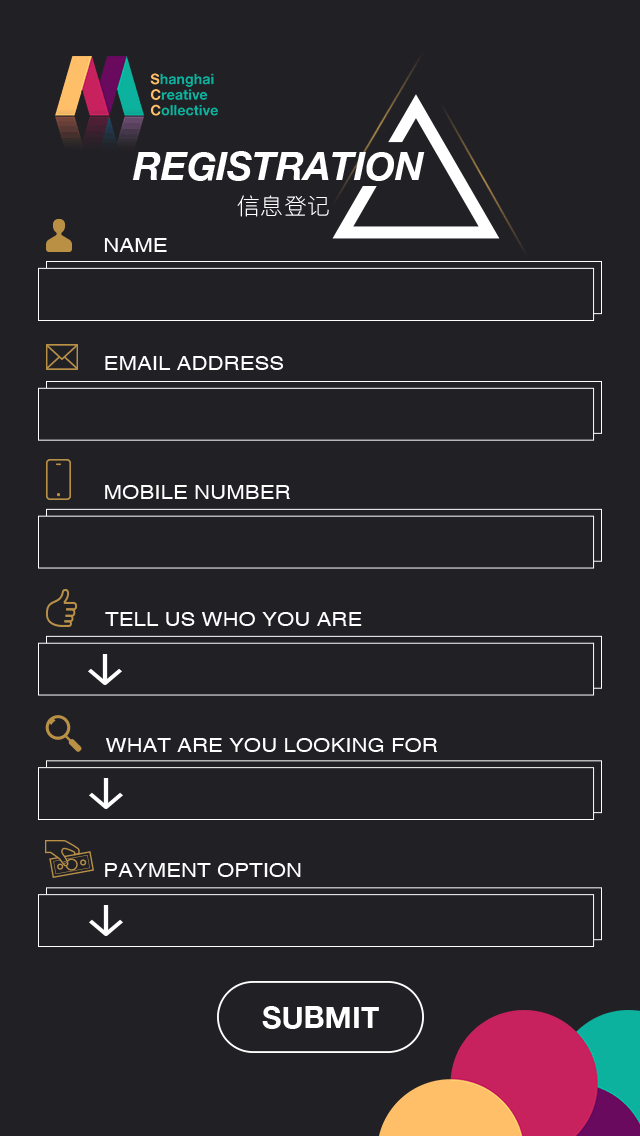 Shanghai
Creative
Collective
REGISTRATION
信息登记
NAME
EMAIL ADDRESS
MOBILE NUMBER
TELL US WHO YOU ARE
WHAT ARE YOU LOOKING FOR
PAYMENT OPTION
SUBMIT